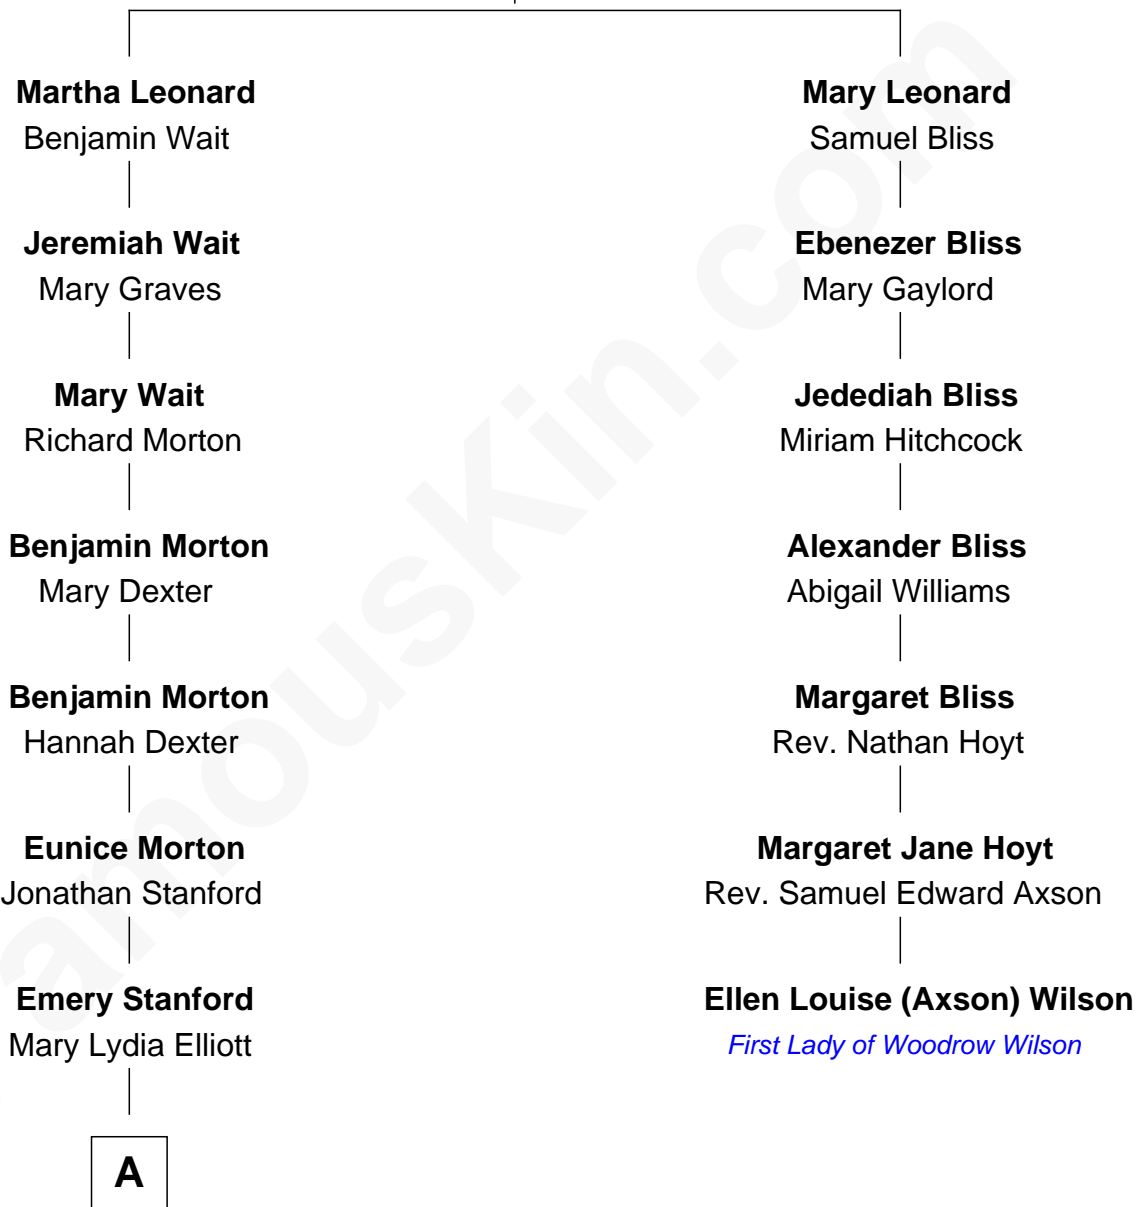 Martha Leonard
Benjamin Wait
Jeremiah Wait
Mary Graves
Mary Wait
Richard Morton
Benjamin Morton
Mary Dexter
Benjamin Morton
Hannah Dexter
Eunice Morton
Jonathan Stanford
Emery Stanford
Mary Lydia Elliott
A
Mary Leonard
Samuel Bliss
Ebenezer Bliss
Mary Gaylord
Jedediah Bliss
Miriam Hitchcock
Alexander Bliss
Abigail Williams
Margaret Bliss
Rev. Nathan Hoyt
Margaret Jane Hoyt
Rev. Samuel Edward Axson
Ellen Louise (Axson) Wilson
First Lady of Woodrow Wilson
amousKin.com